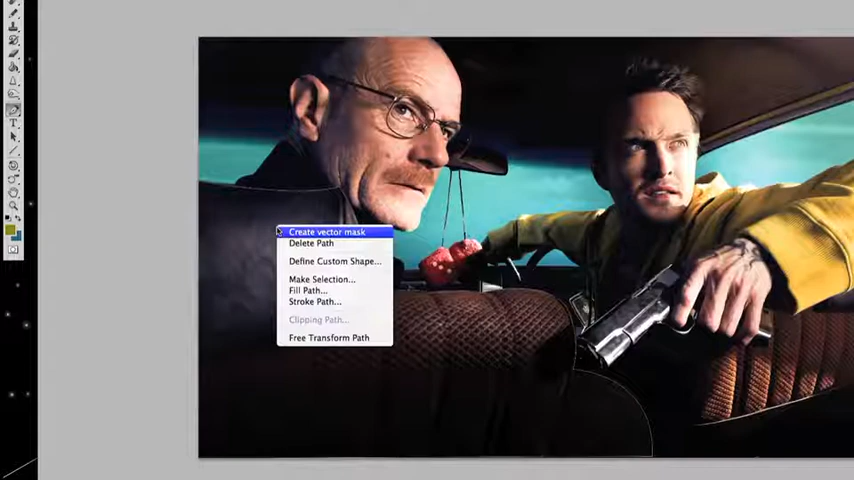 Create vector mask
Delete Path
Define Custom Shape...
Make Selection...
Fill Path...
Stroke Path...
Clipping Path...
Free Transform Path